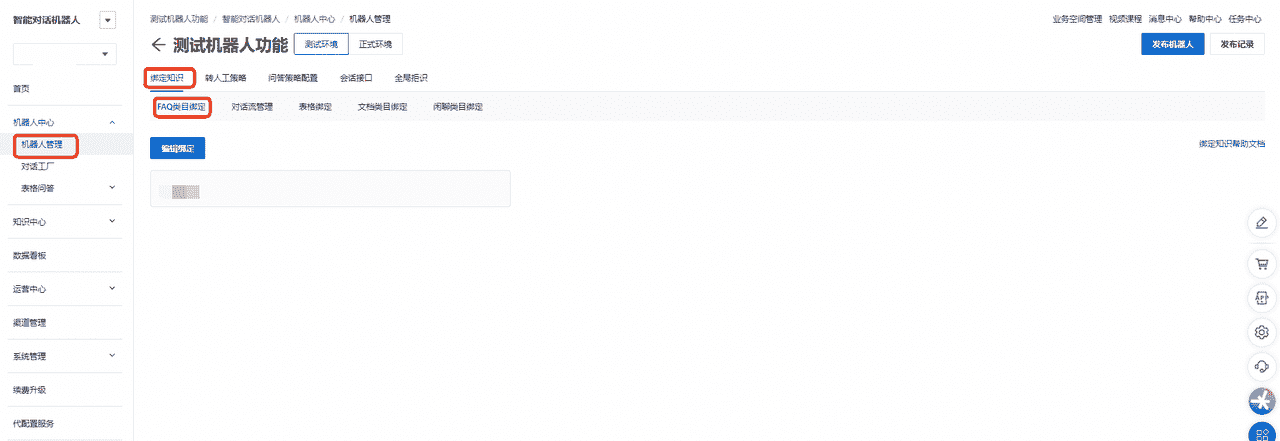 智能对话机器人
测试机器人功能 / 智能对话机器人 / 机器人中心 / 机器人管理
业务空间管理 视频课程 消息中心 帮助中心 任务中心
测试机器人功能
测试环境 正式环境
发布机器人 发布记录
绑定知识 转人工策略 问答策略配置 会话接口 全局拒识
FAQ类目绑定 对话流管理 表格绑定 文档类目绑定 闲聊类目绑定
编辑绑定
绑定知识帮助文档
首页
机器人中心
机器人管理
对话工厂
表格问答
知识中心
数据看板
运营中心
渠道管理
系统管理
续费升级
代配置服务
API